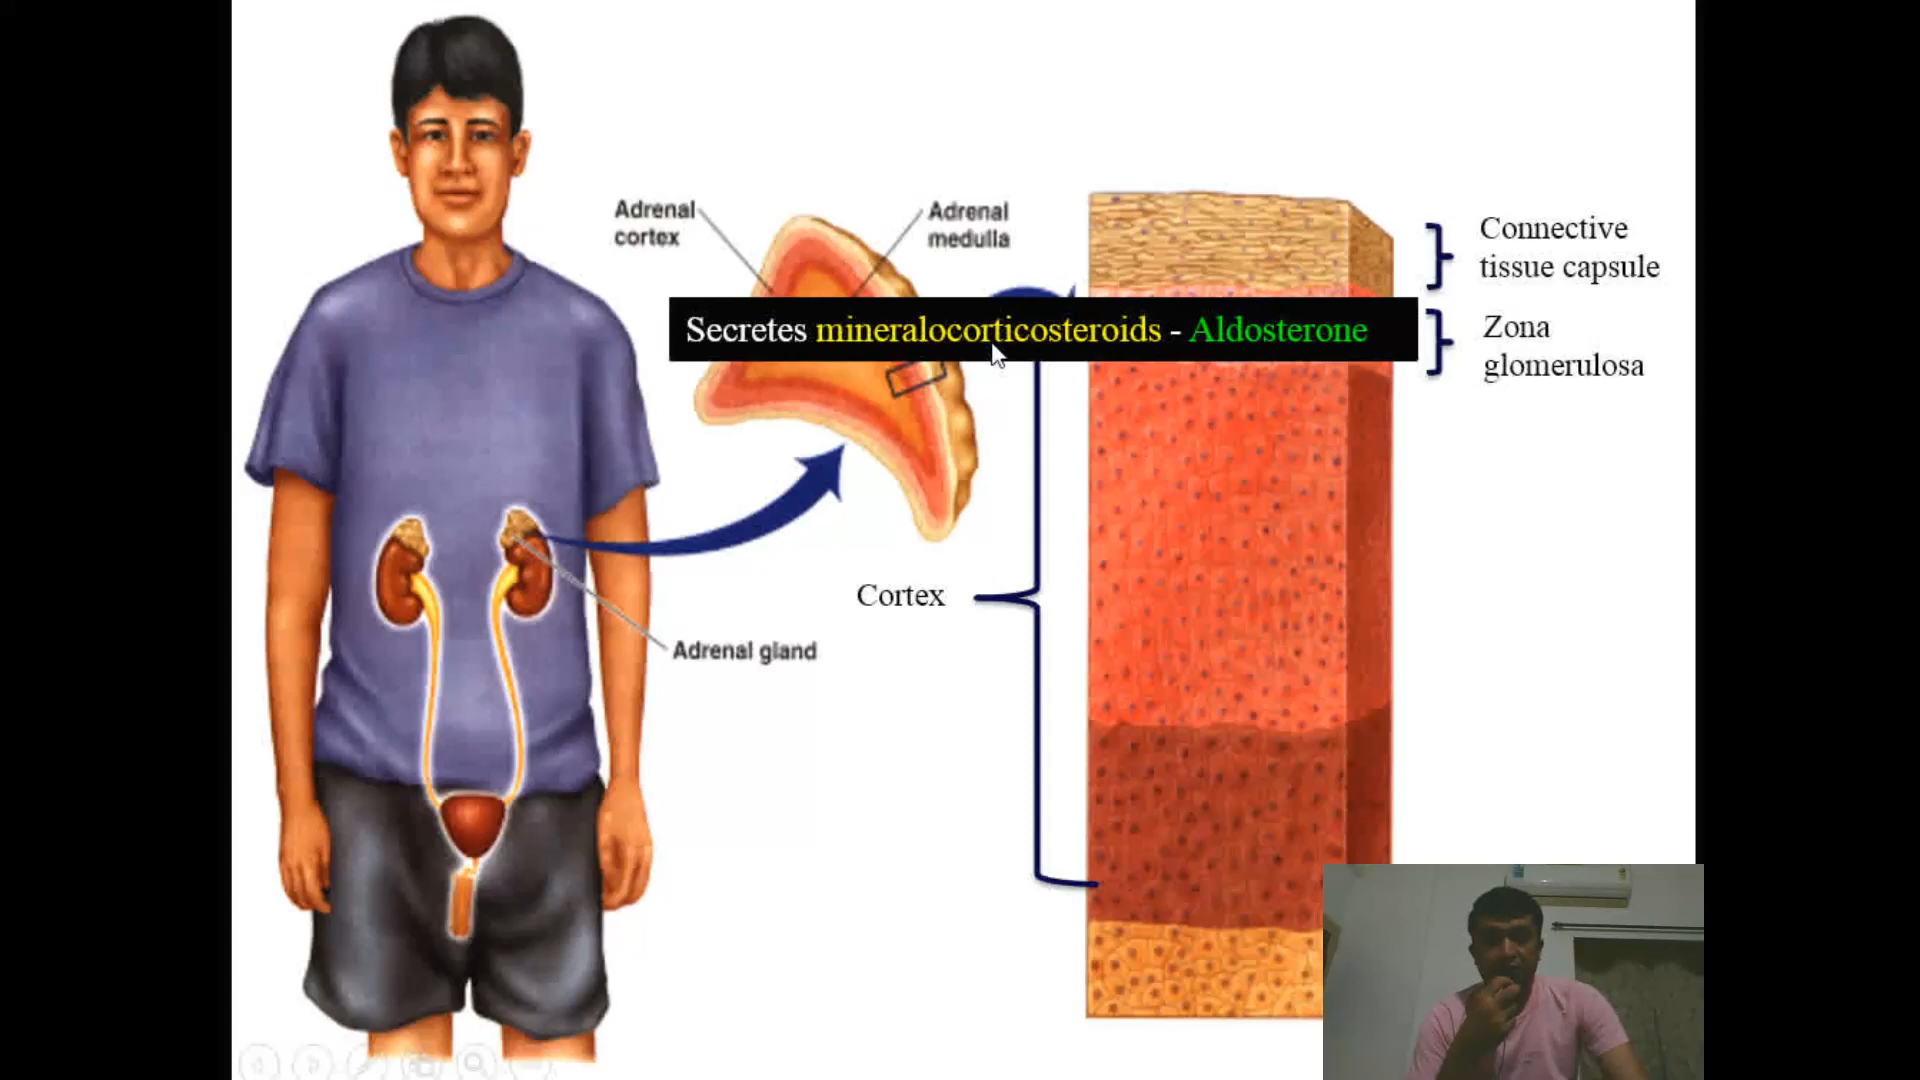 Adrenal
cortex
Adrenal
medulla
Connective
tissue capsule
Secretes mineralocorticosteroids - Aldosterone
Zona
glomerulosa
Cortex
Adrenal gland